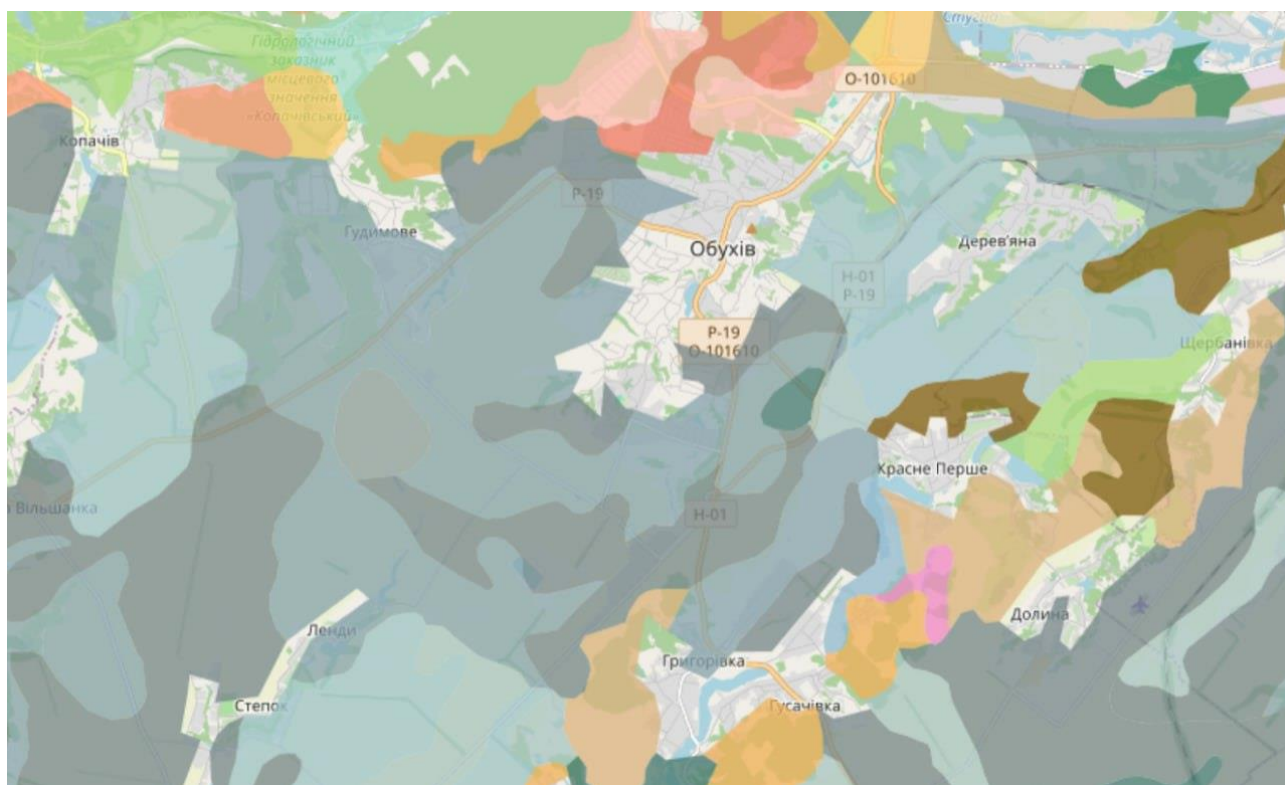 Стугна
Гідрологічний
заказник
місцевого
значення
«Копачівський»
О-101610
Копачів
Р-19
Гудимове
Обухів
Дерев'яна
Н-01
Р-19
Р-19
О-101610
Щербанівка
Красне Перше
а Вільшанка
Н-01
Долина
Ленди
Григорівка
Степок
Гусачівка